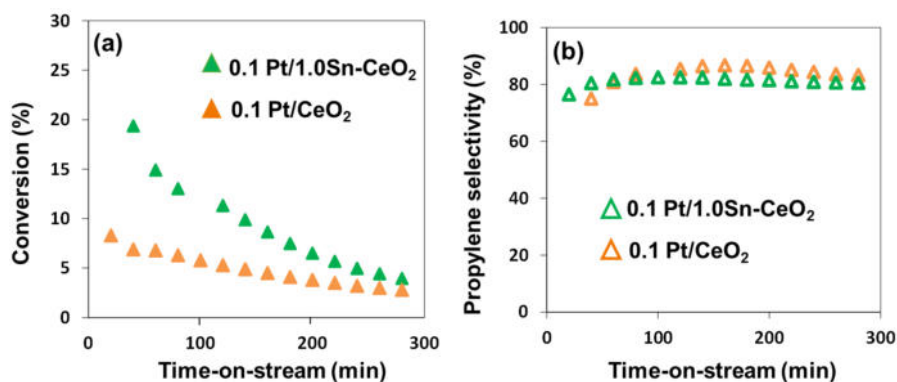 (a)
0.1 Pt/1.0Sn-CeO₂
0.1 Pt/CeO₂
Conversion (%)
30
25
20
15
10
5
0
0
100
200
300
Time-on-stream (min)
(b)
0.1 Pt/1.0Sn-CeO₂
0.1 Pt/CeO₂
Propylene selectivity (%)
100
80
60
40
20
0
0
100
200
300
Time-on-stream (min)